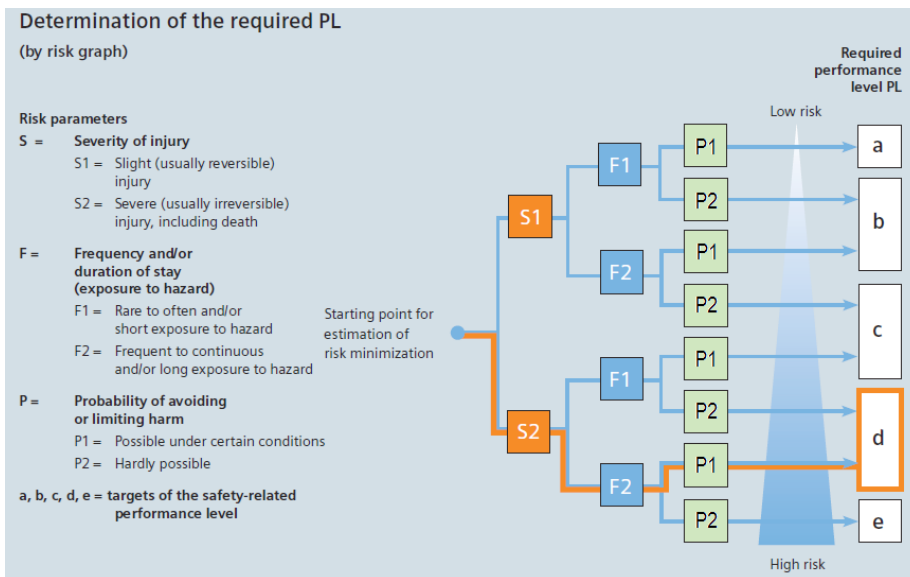 Determination of the required PL
(by risk graph)
Required
performance
level PL
Risk parameters
S = Severity of injury
S1 = Slight (usually reversible)
injury
S2 = Severe (usually irreversible)
injury, including death
F = Frequency and/or
duration of stay
(exposure to hazard)
F1 = Rare to often and/or
short exposure to hazard
F2 = Frequent to continuous
and/or long exposure to hazard
P = Probability of avoiding
or limiting harm
P1 = Possible under certain conditions
P2 = Hardly possible
a, b, c, d, e = targets of the safety-related
performance level
Starting point for
estimation of
risk minimization
S1
S2
F1
F2
F1
F2
P1
P2
P1
P2
P1
P2
P1
P2
Low risk
High risk
a
b
c
d
e